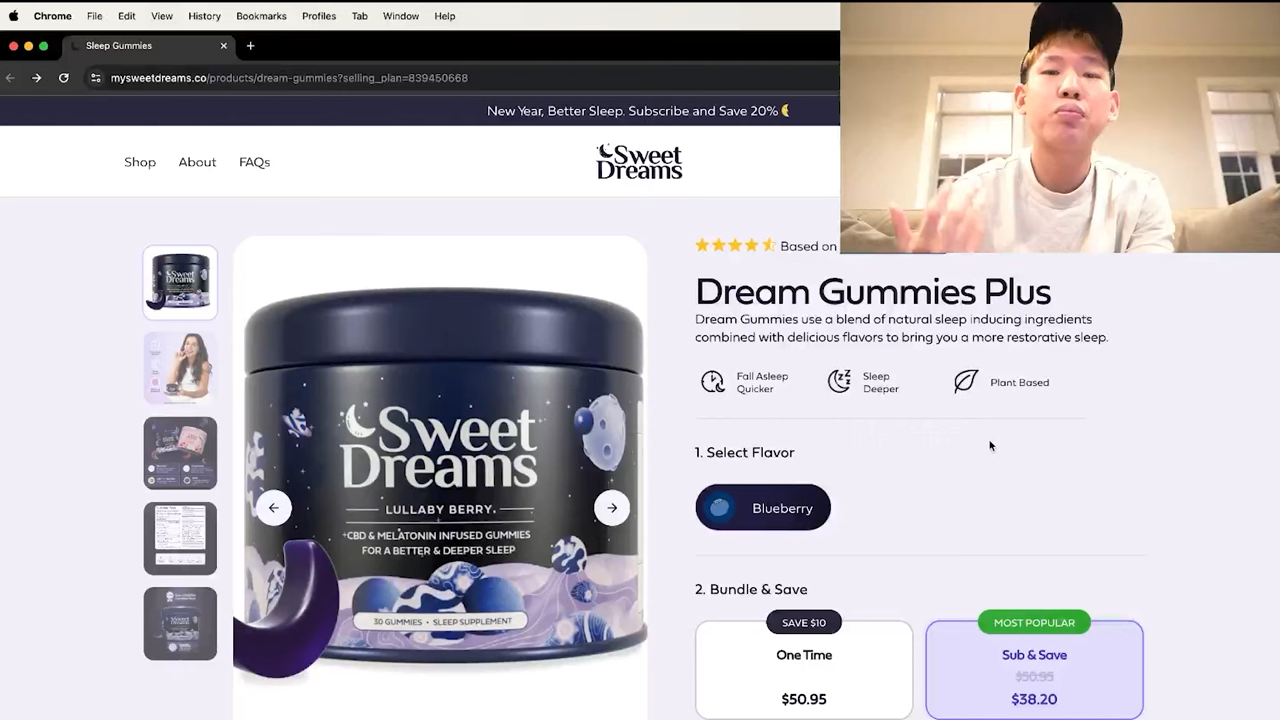 Chrome File Edit View History Bookmarks Profiles Tab Window Help
Sleep Gummies
mysweetdreams.co/products/dream-gummies?selling_plan=839450668
New Year, Better Sleep. Subscribe and Save 20%
Shop About FAQs
Sweet
Dreams
Based on
Dream Gummies Plus
Dream Gummies use a blend of natural sleep inducing ingredients
combined with delicious flavors to bring you a more restorative sleep.
Fall Asleep
Quicker
Sleep
Deeper
Plant Based
Sweet
Dreams
LULLABY BERRY
CBD & MELATONIN INFUSED GUMMIES
FOR A BETTER & DEEPER SLEEP
30 GUMMIES • SLEEP SUPPLEMENT
1. Select Flavor
Blueberry
2. Bundle & Save
SAVE $10
One Time
$50.95
MOST POPULAR
Sub & Save
$50.95
$38.20